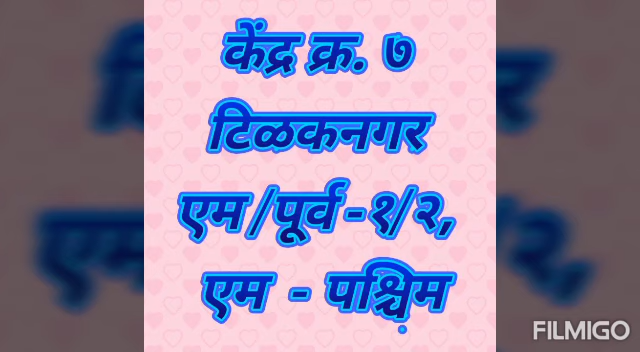 केंद्र क्र. ७
टिळकनगर
एम/पूर्व-१/२,
एम - पश्चिम
FILMIGO